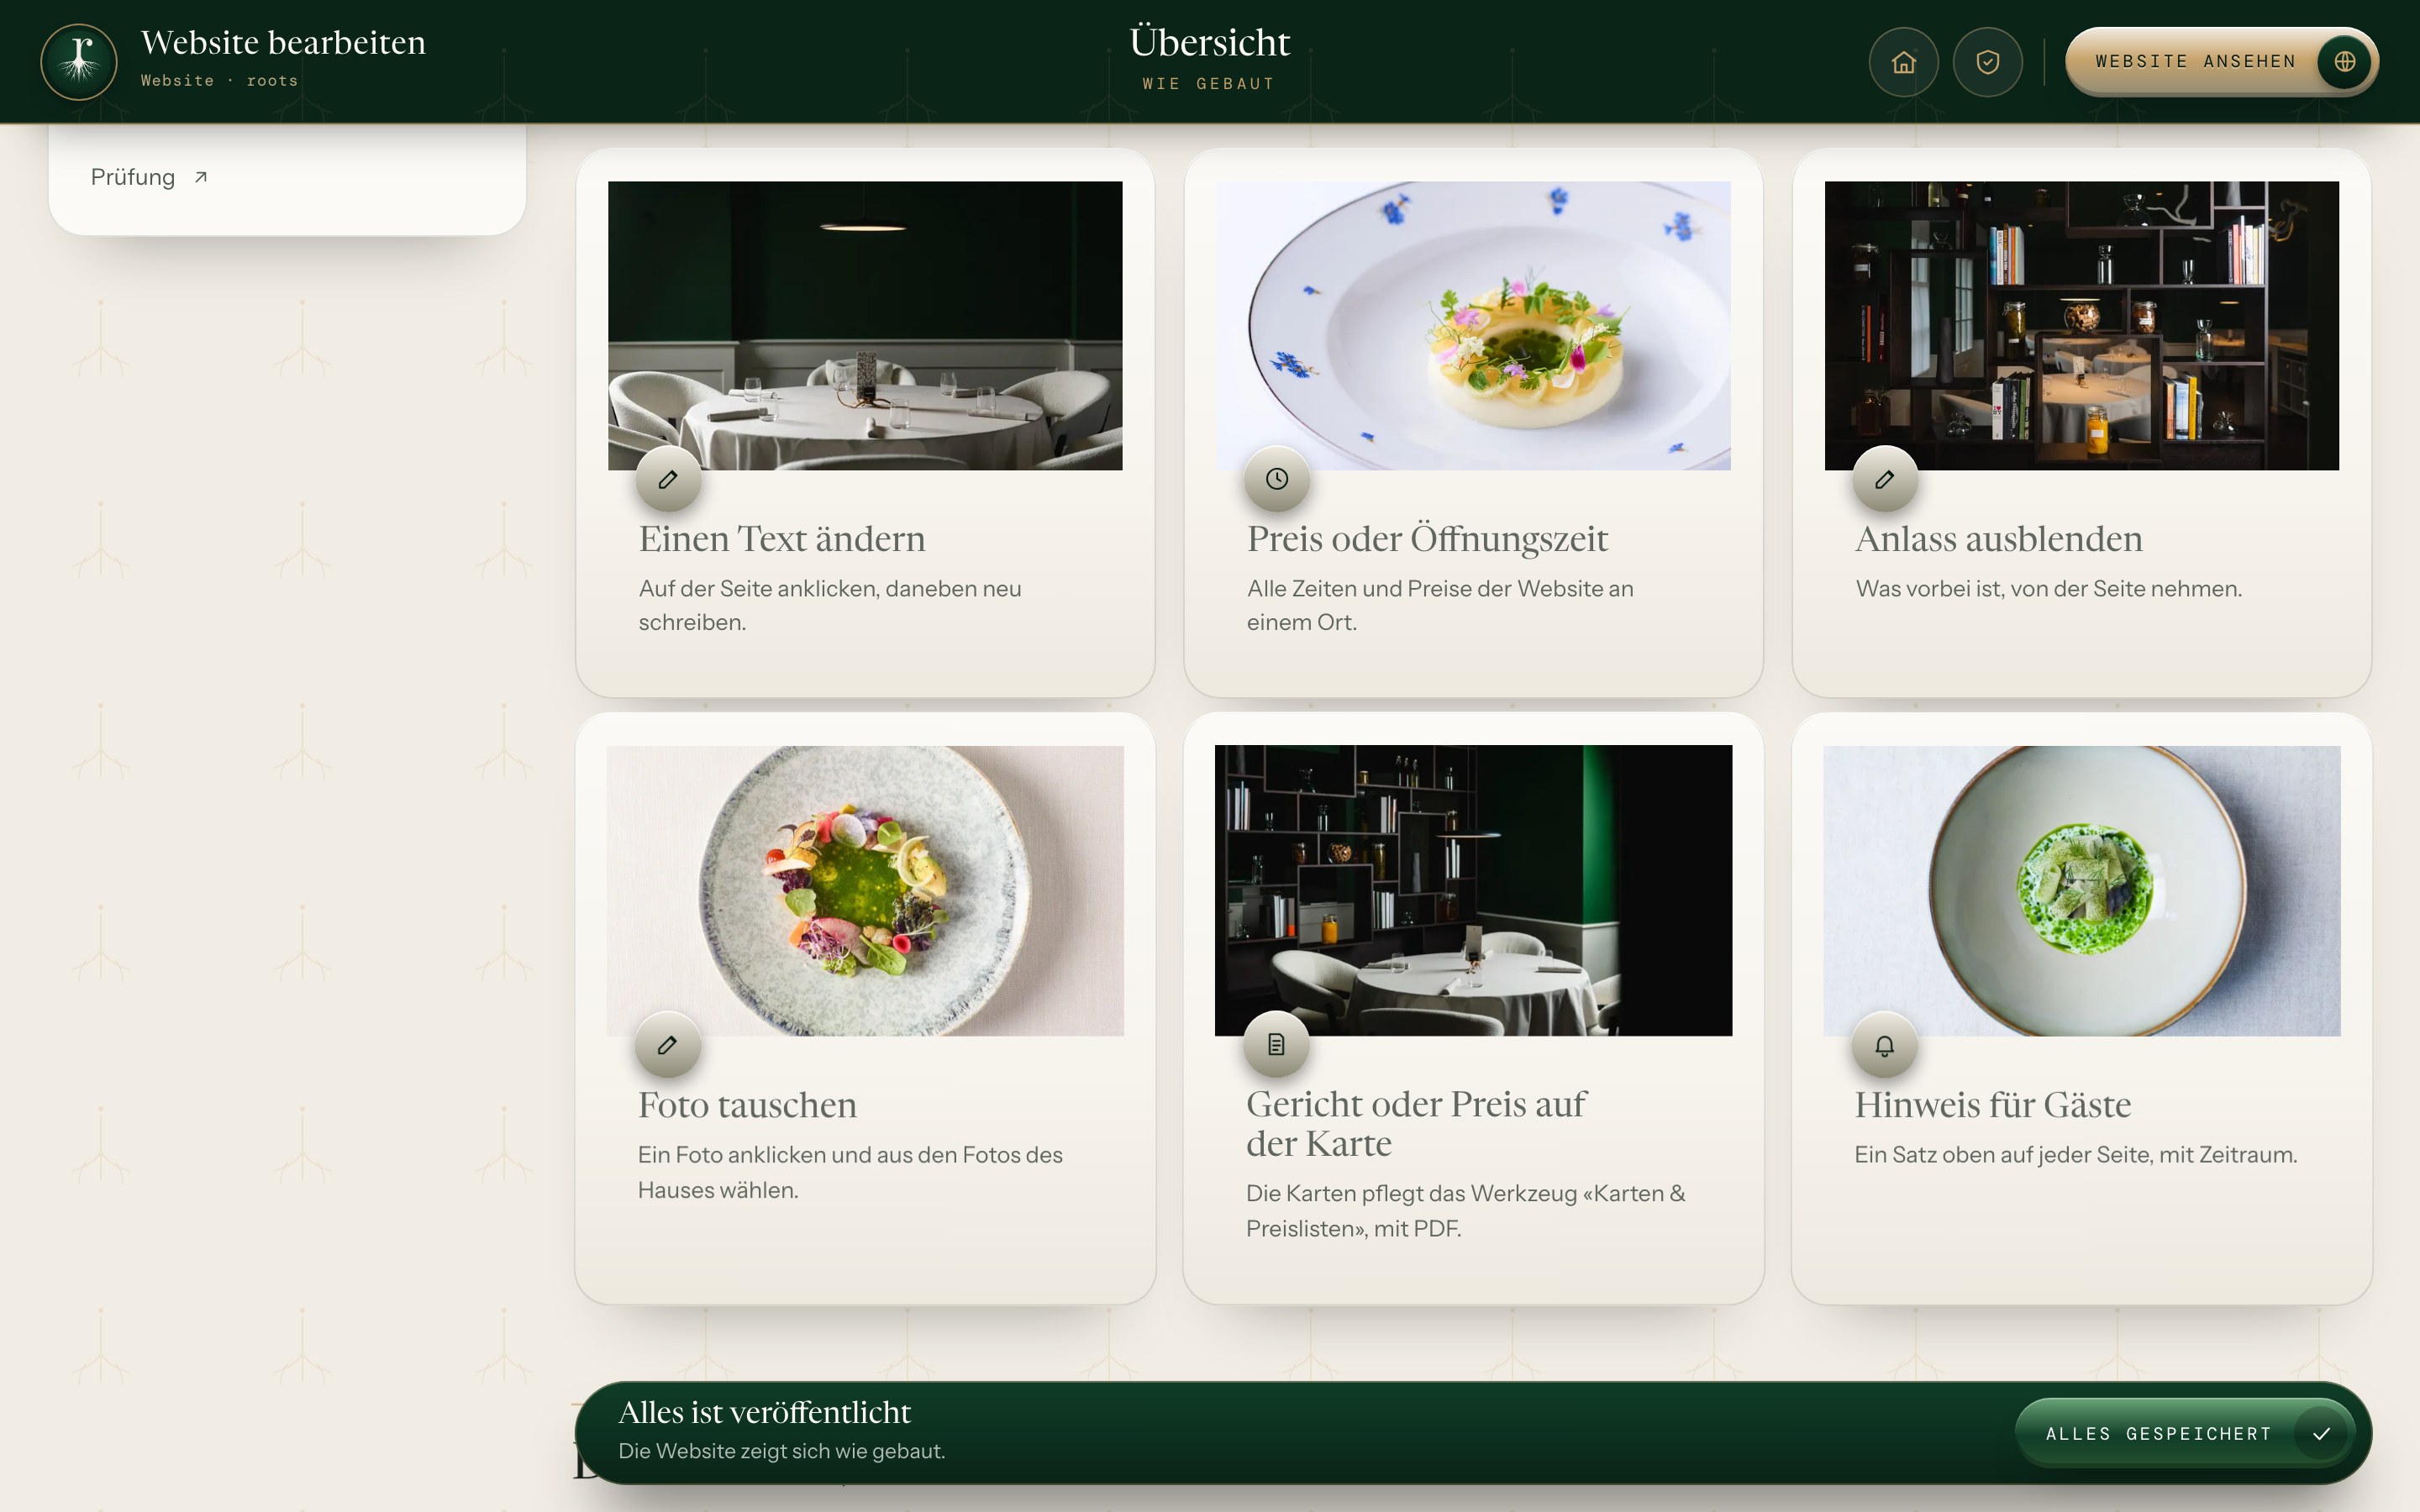 Website bearbeiten
Website · roots
Übersicht
WIE GEBAUT
WEBSITE ANSEHEN
Prüfung
Einen Text ändern
Auf der Seite anklicken, daneben neu
schreiben.
Preis oder Öffnungszeit
Alle Zeiten und Preise der Website an
einem Ort.
Anlass ausblenden
Was vorbei ist, von der Seite nehmen.
Foto tauschen
Ein Foto anklicken und aus den Fotos des
Hauses wählen.
Gericht oder Preis auf
der Karte
Die Karten pflegt das Werkzeug «Karten &
Preislisten», mit PDF.
Hinweis für Gäste
Ein Satz oben auf jeder Seite, mit Zeitraum.
Alles ist veröffentlicht
Die Website zeigt sich wie gebaut.
ALLES GESPEICHERT